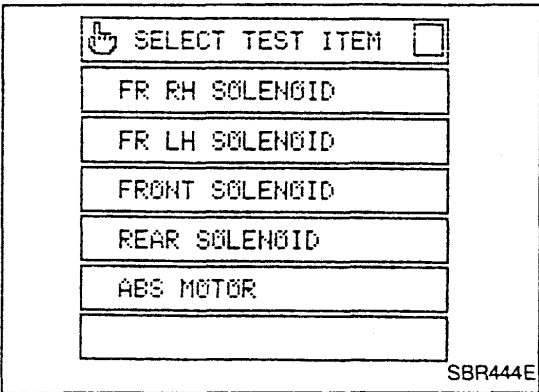 SELECT TEST ITEM
FR RH SOLENOID
FR LH SOLENOID
FRONT SOLENOID
REAR SOLENOID
ABS MOTOR
SBR444E